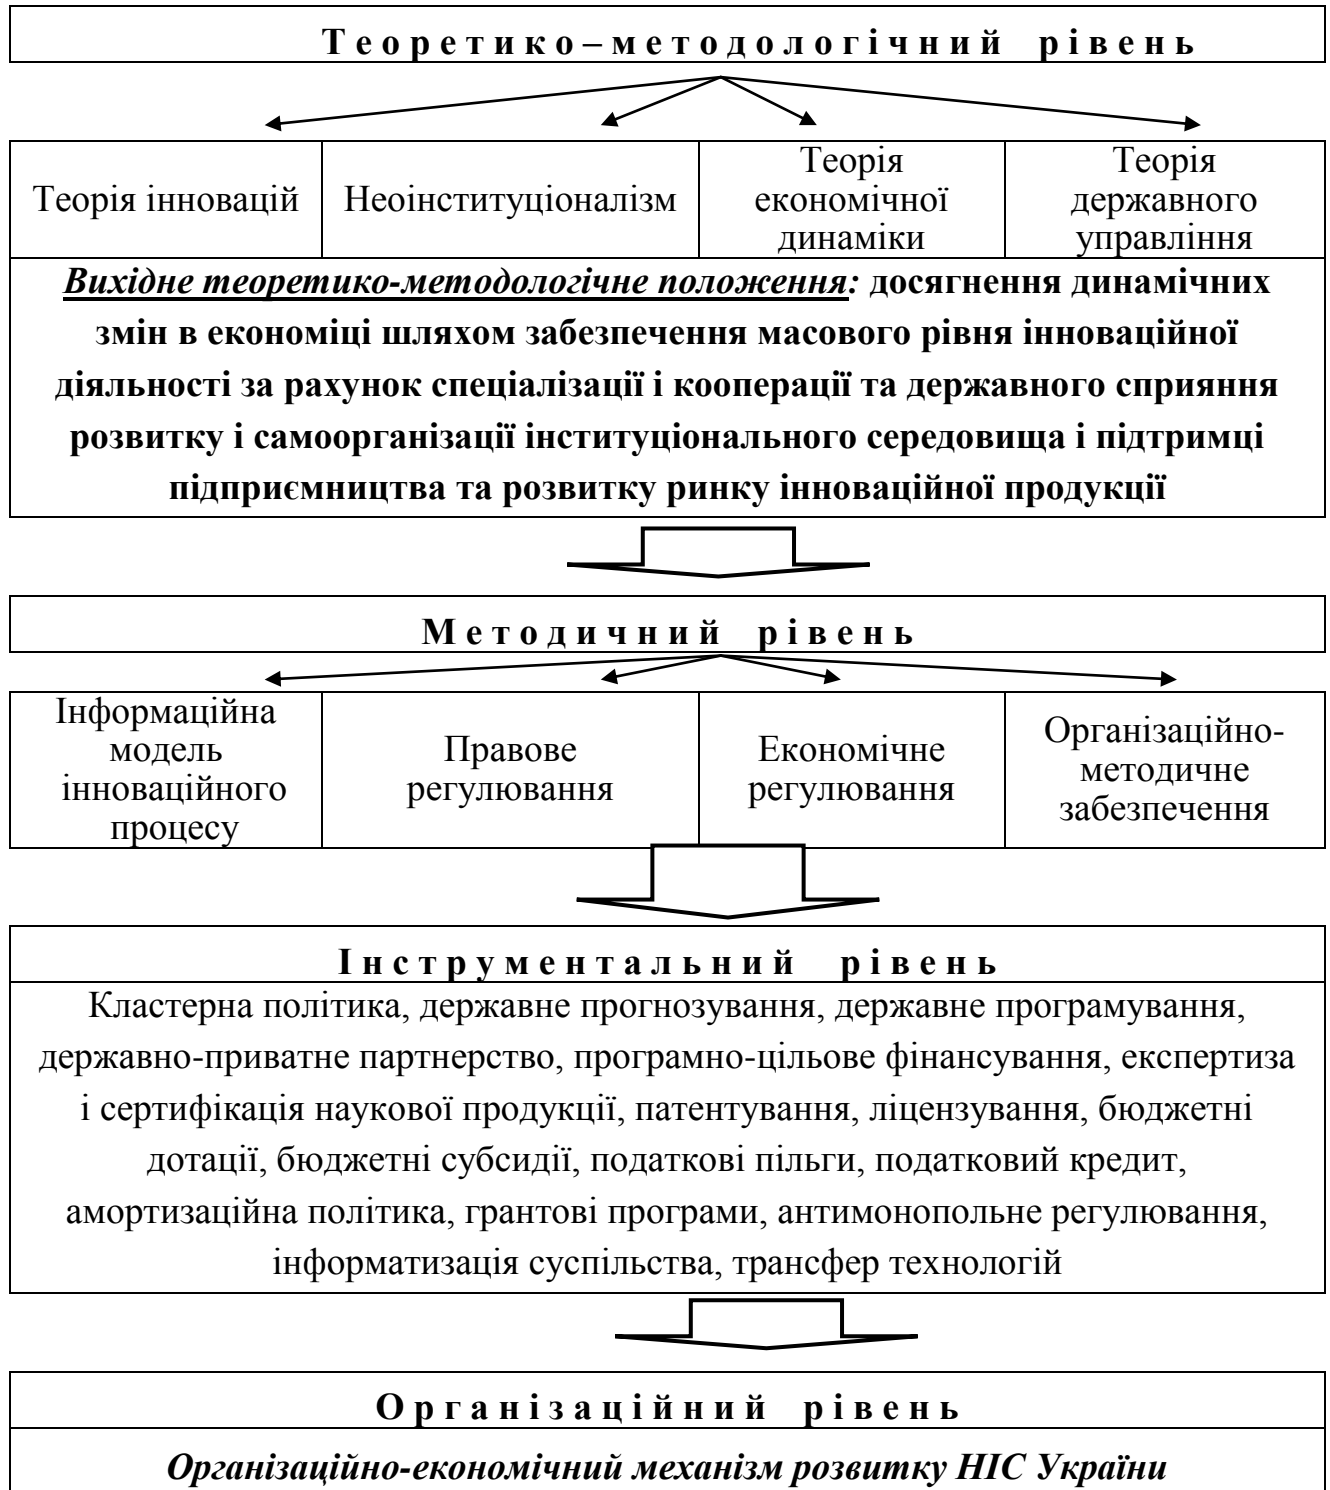 Теоретико–методологічний рівень
Теорія інновацій
Неоінституціоналізм
Теорія
економічної
динаміки
Теорія
державного
управління
Вихідне теоретико-методологічне положення: досягнення динамічних
змін в економіці шляхом забезпечення масового рівня інноваційної
діяльності за рахунок спеціалізації і кооперації та державного сприяння
розвитку і самоорганізації інституціонального середовища і підтримці
підприємництва та розвитку ринку інноваційної продукції
Методичний рівень
Інформаційна
модель
інноваційного
процесу
Правове
регулювання
Економічне
регулювання
Організаційно-
методичне
забезпечення
Інструментальний рівень
Кластерна політика, державне прогнозування, державне програмування,
державно-приватне партнерство, програмно-цільове фінансування, експертиза
і сертифікація наукової продукції, патентування, ліцензування, бюджетні
дотації, бюджетні субсидії, податкові пільги, податковий кредит,
амортизаційна політика, грантові програми, антимонопольне регулювання,
інформатизація суспільства, трансфер технологій
Організаційний рівень
Організаційно-економічний механізм розвитку НІС України